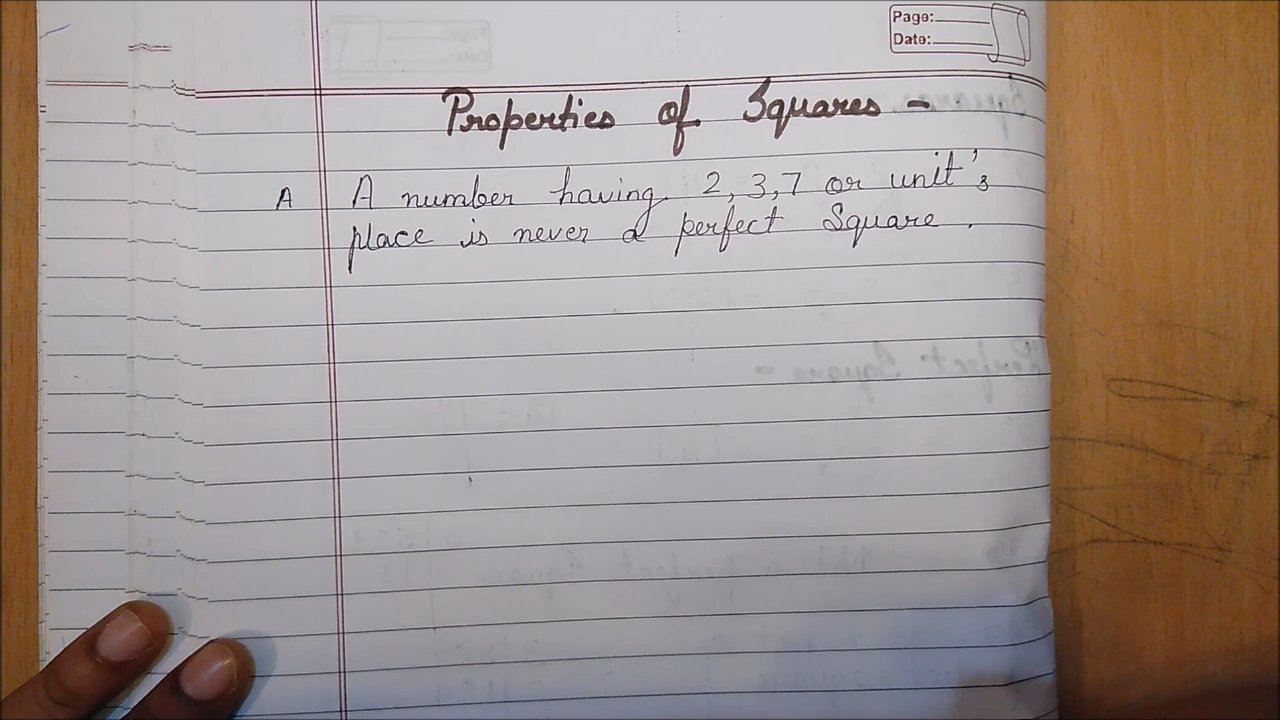 Page:
Date:
Properties of Squares -
A A number having 2, 3, 7 or unit's
place is never a perfect Square.